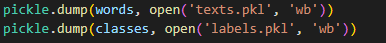 pickle.dump(words, open('texts.pkl', 'wb'))
pickle.dump(classes, open('labels.pkl', 'wb'))